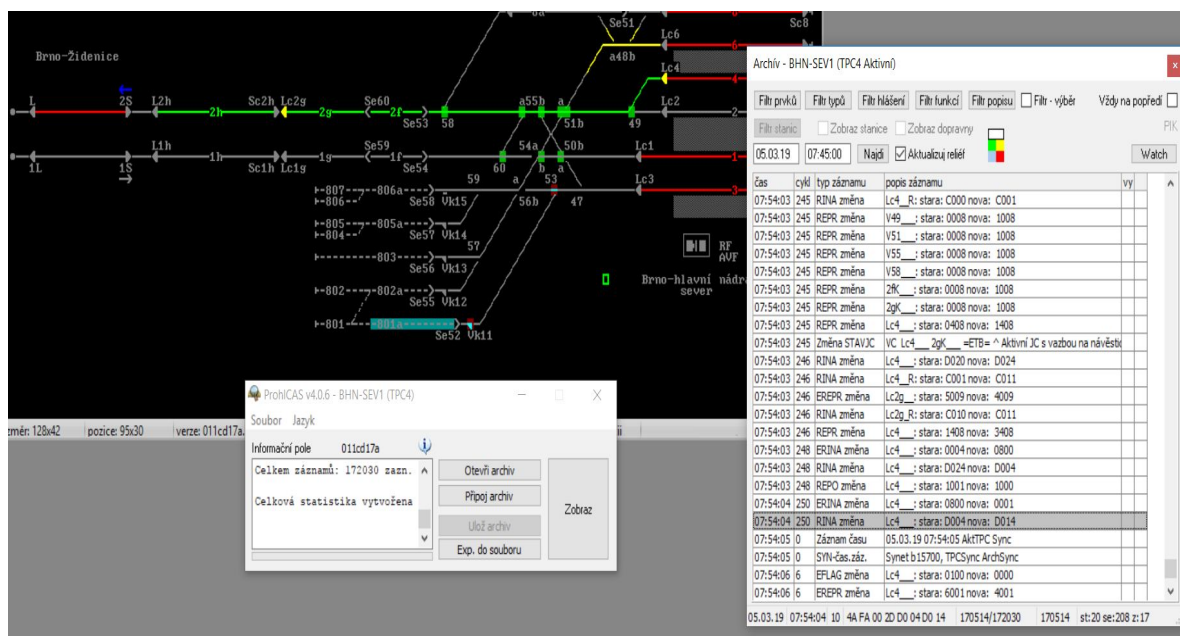 8a
Se51
Sc8
Lc6
6
Brno-Židenice
a48b
Lc4
4
L 2S L2h Sc2h Lc2g Se60 a55b a Lc2
2h 2g 2f 2
Se53 58 51b 49
L1h Se59 54a 50b Lc1
1h 1g 1f 1
1L 1S Sc1h Lc1g Se54 60 b a
59 a 53 Lc3
807 806a 3
806 Se58 Vk15 56b 47
805 805a
804 Se57 Vk14
57 RF
803 AVF
Se56 Vk13
Brno-hlavní nádr
sever
802 802a
Se55 Vk12
801 801a
Se52 Vk11
změr: 128x42 pozice: 95x30 verze: 011cd17a.
ProhICAS v4.0.6 - BHN-SEV1 (TPC4)
Soubor Jazyk
Informační pole 011cd17a
Celkem záznamů: 172030 zazn.
Celková statistika vytvořena
Otevři archiv
Připoj archiv
Ulož archiv
Exp. do souboru
Zobraz
Archív - BHN-SEV1 (TPC4 Aktivní)
Filtr prvků Filtr typů Filtr hlášení Filtr funkcí Filtr popisu Filtr - výběr Vždy na popředí
Filtr stanic Zobraz stanice Zobraz dopravny PIK
05.03.19 07:45:00 Najdi Aktualizuj reliéf Watch
čas cykl typ záznamu popis záznamu vy
07:54:03 245 RINA změna Lc4__R: stara: C000 nova: C001
07:54:03 245 REPR změna V49___: stara: 0008 nova: 1008
07:54:03 245 REPR změna V51___: stara: 0008 nova: 1008
07:54:03 245 REPR změna V55___: stara: 0008 nova: 1008
07:54:03 245 REPR změna V58___: stara: 0008 nova: 1008
07:54:03 245 REPR změna 2fK___: stara: 0008 nova: 1008
07:54:03 245 REPR změna 2gK___: stara: 0008 nova: 1008
07:54:03 245 REPR změna Lc4___: stara: 0408 nova: 1408
07:54:03 245 Změna STAVJC VC Lc4___ 2gK___ =ETB= ^ Aktivní JC s vazbou na návěstid
07:54:03 246 RINA změna Lc4___: stara: D020 nova: D024
07:54:03 246 RINA změna Lc4__R: stara: C001 nova: C011
07:54:03 246 EREPR změna Lc2g__: stara: 5009 nova: 4009
07:54:03 246 RINA změna Lc2g_R: stara: C010 nova: C011
07:54:03 246 REPR změna Lc4___: stara: 1408 nova: 3408
07:54:03 248 ERINA změna Lc4___: stara: 0004 nova: 0800
07:54:03 248 RINA změna Lc4___: stara: D024 nova: D004
07:54:03 248 REPO změna Lc4___: stara: 1001 nova: 1000
07:54:04 250 ERINA změna Lc4___: stara: 0800 nova: 0001
07:54:04 250 RINA změna Lc4___: stara: D004 nova: D014
07:54:05 0 Záznam času 05.03.19 07:54:05 AktTPC Sync
07:54:05 0 SYN-čas.záz. Synet b15700, TPCSync ArchSync
07:54:06 6 EFLAG změna Lc4___: stara: 0100 nova: 0000
07:54:06 6 EREPR změna Lc4___: stara: 6001 nova: 4001
05.03.19 07:54:04 10 4A FA 00 2D D0 04 D0 14 170514/172030 170514 st:20 se:208 z:17